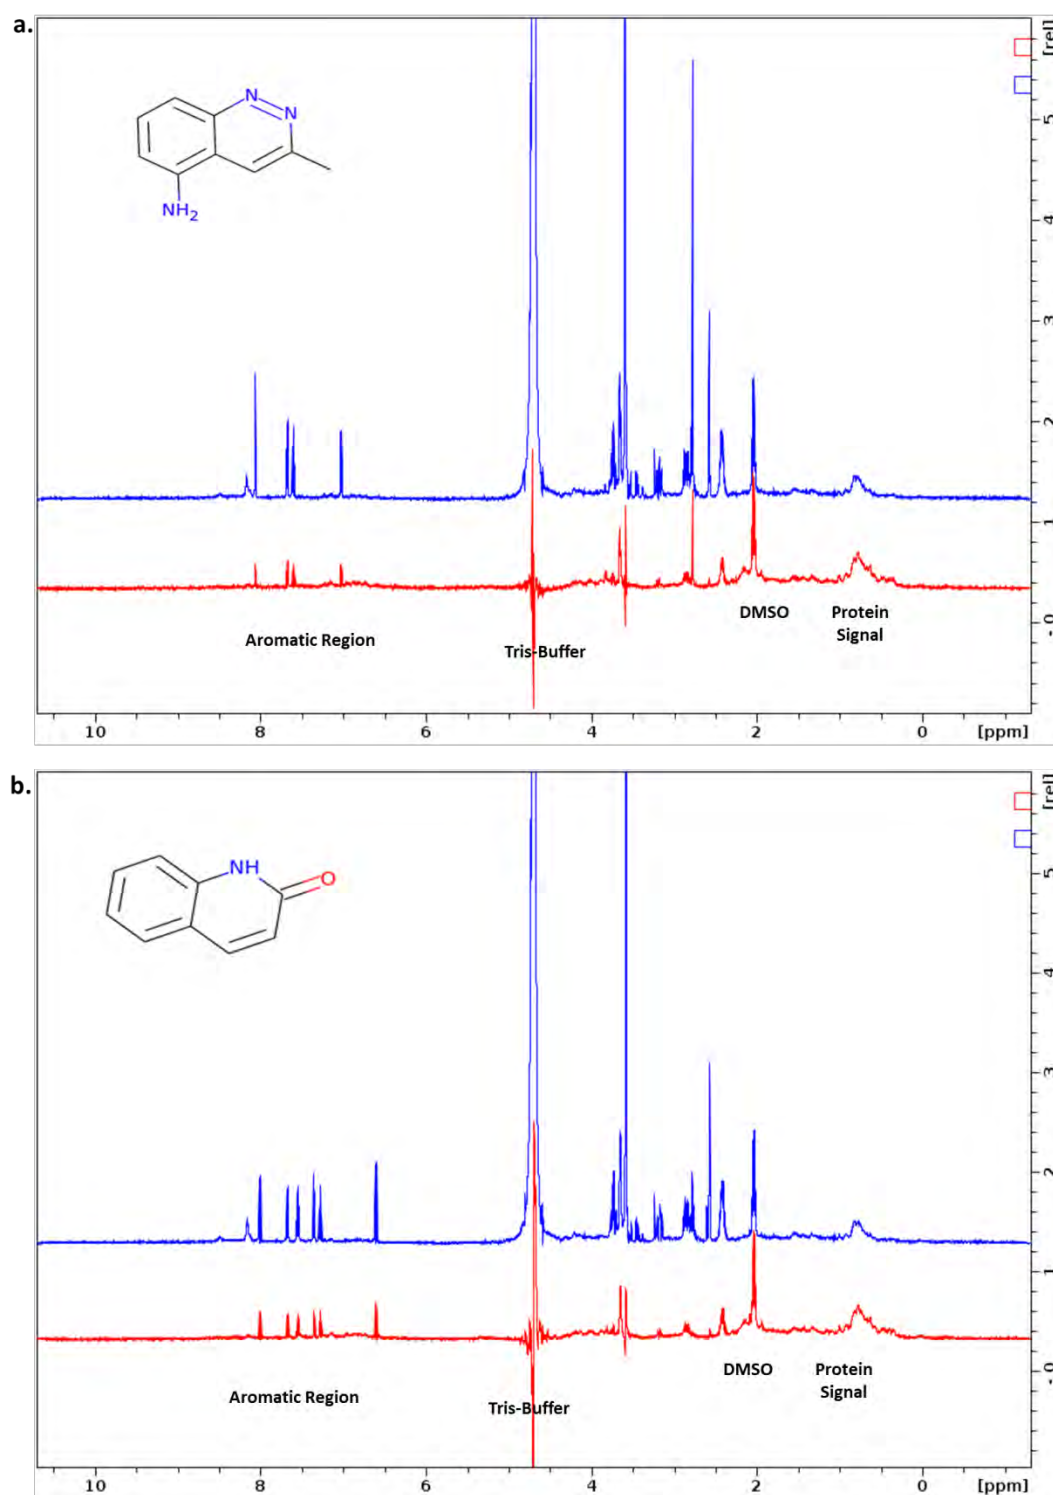 a.
[rel]
N
N
NH2
5
4
3
2
1
-0
Aromatic Region
Tris-Buffer
DMSO
Protein
Signal
10 8 6 4 2 0 [ppm]
b.
[rel]
NH
O
5
4
3
2
1
-0
Aromatic Region
Tris-Buffer
DMSO
Protein
Signal
10 8 6 4 2 0 [ppm]